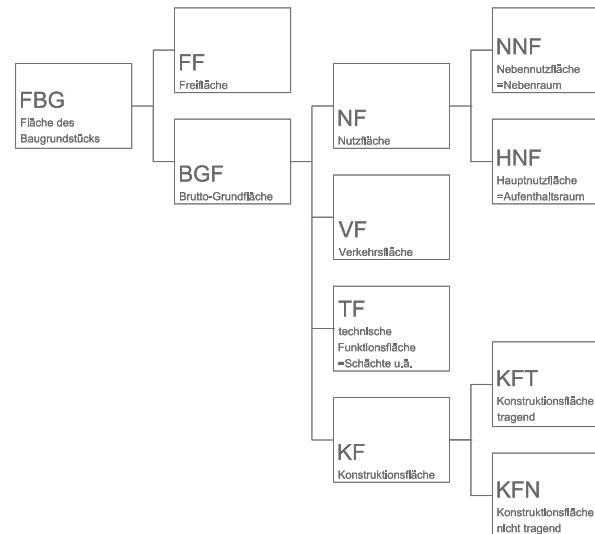 FBG
Fläche des
Baugrundstücks
FF
Freifläche
BGF
Brutto-Grundfläche
NF
Nutzfläche
VF
Verkehrsfläche
TF
technische
Funktionsfläche
=Schächte u.ä.
KF
Konstruktionsfläche
NNF
Nebennutzfläche
=Nebenraum
HNF
Hauptnutzfläche
=Aufenthaltsraum
KFT
Konstruktionsfläche
tragend
KFN
Konstruktionsfläche
nicht tragend